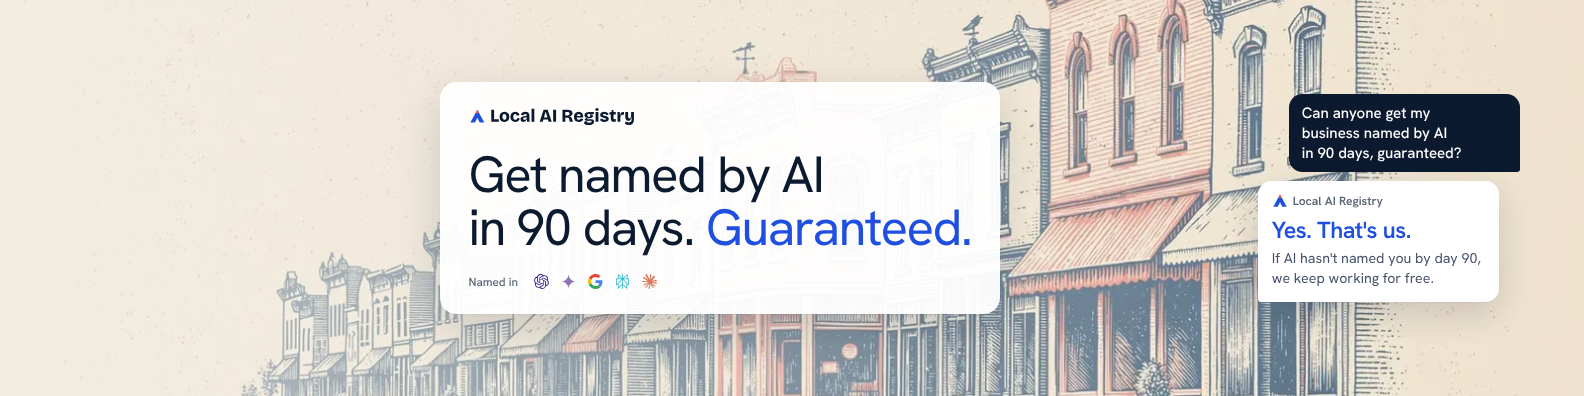 Local AI Registry
Get named by AI
in 90 days. Guaranteed.
Named in
Can anyone get my
business named by AI
in 90 days, guaranteed?
Local AI Registry
Yes. That's us.
If AI hasn't named you by day 90,
we keep working for free.